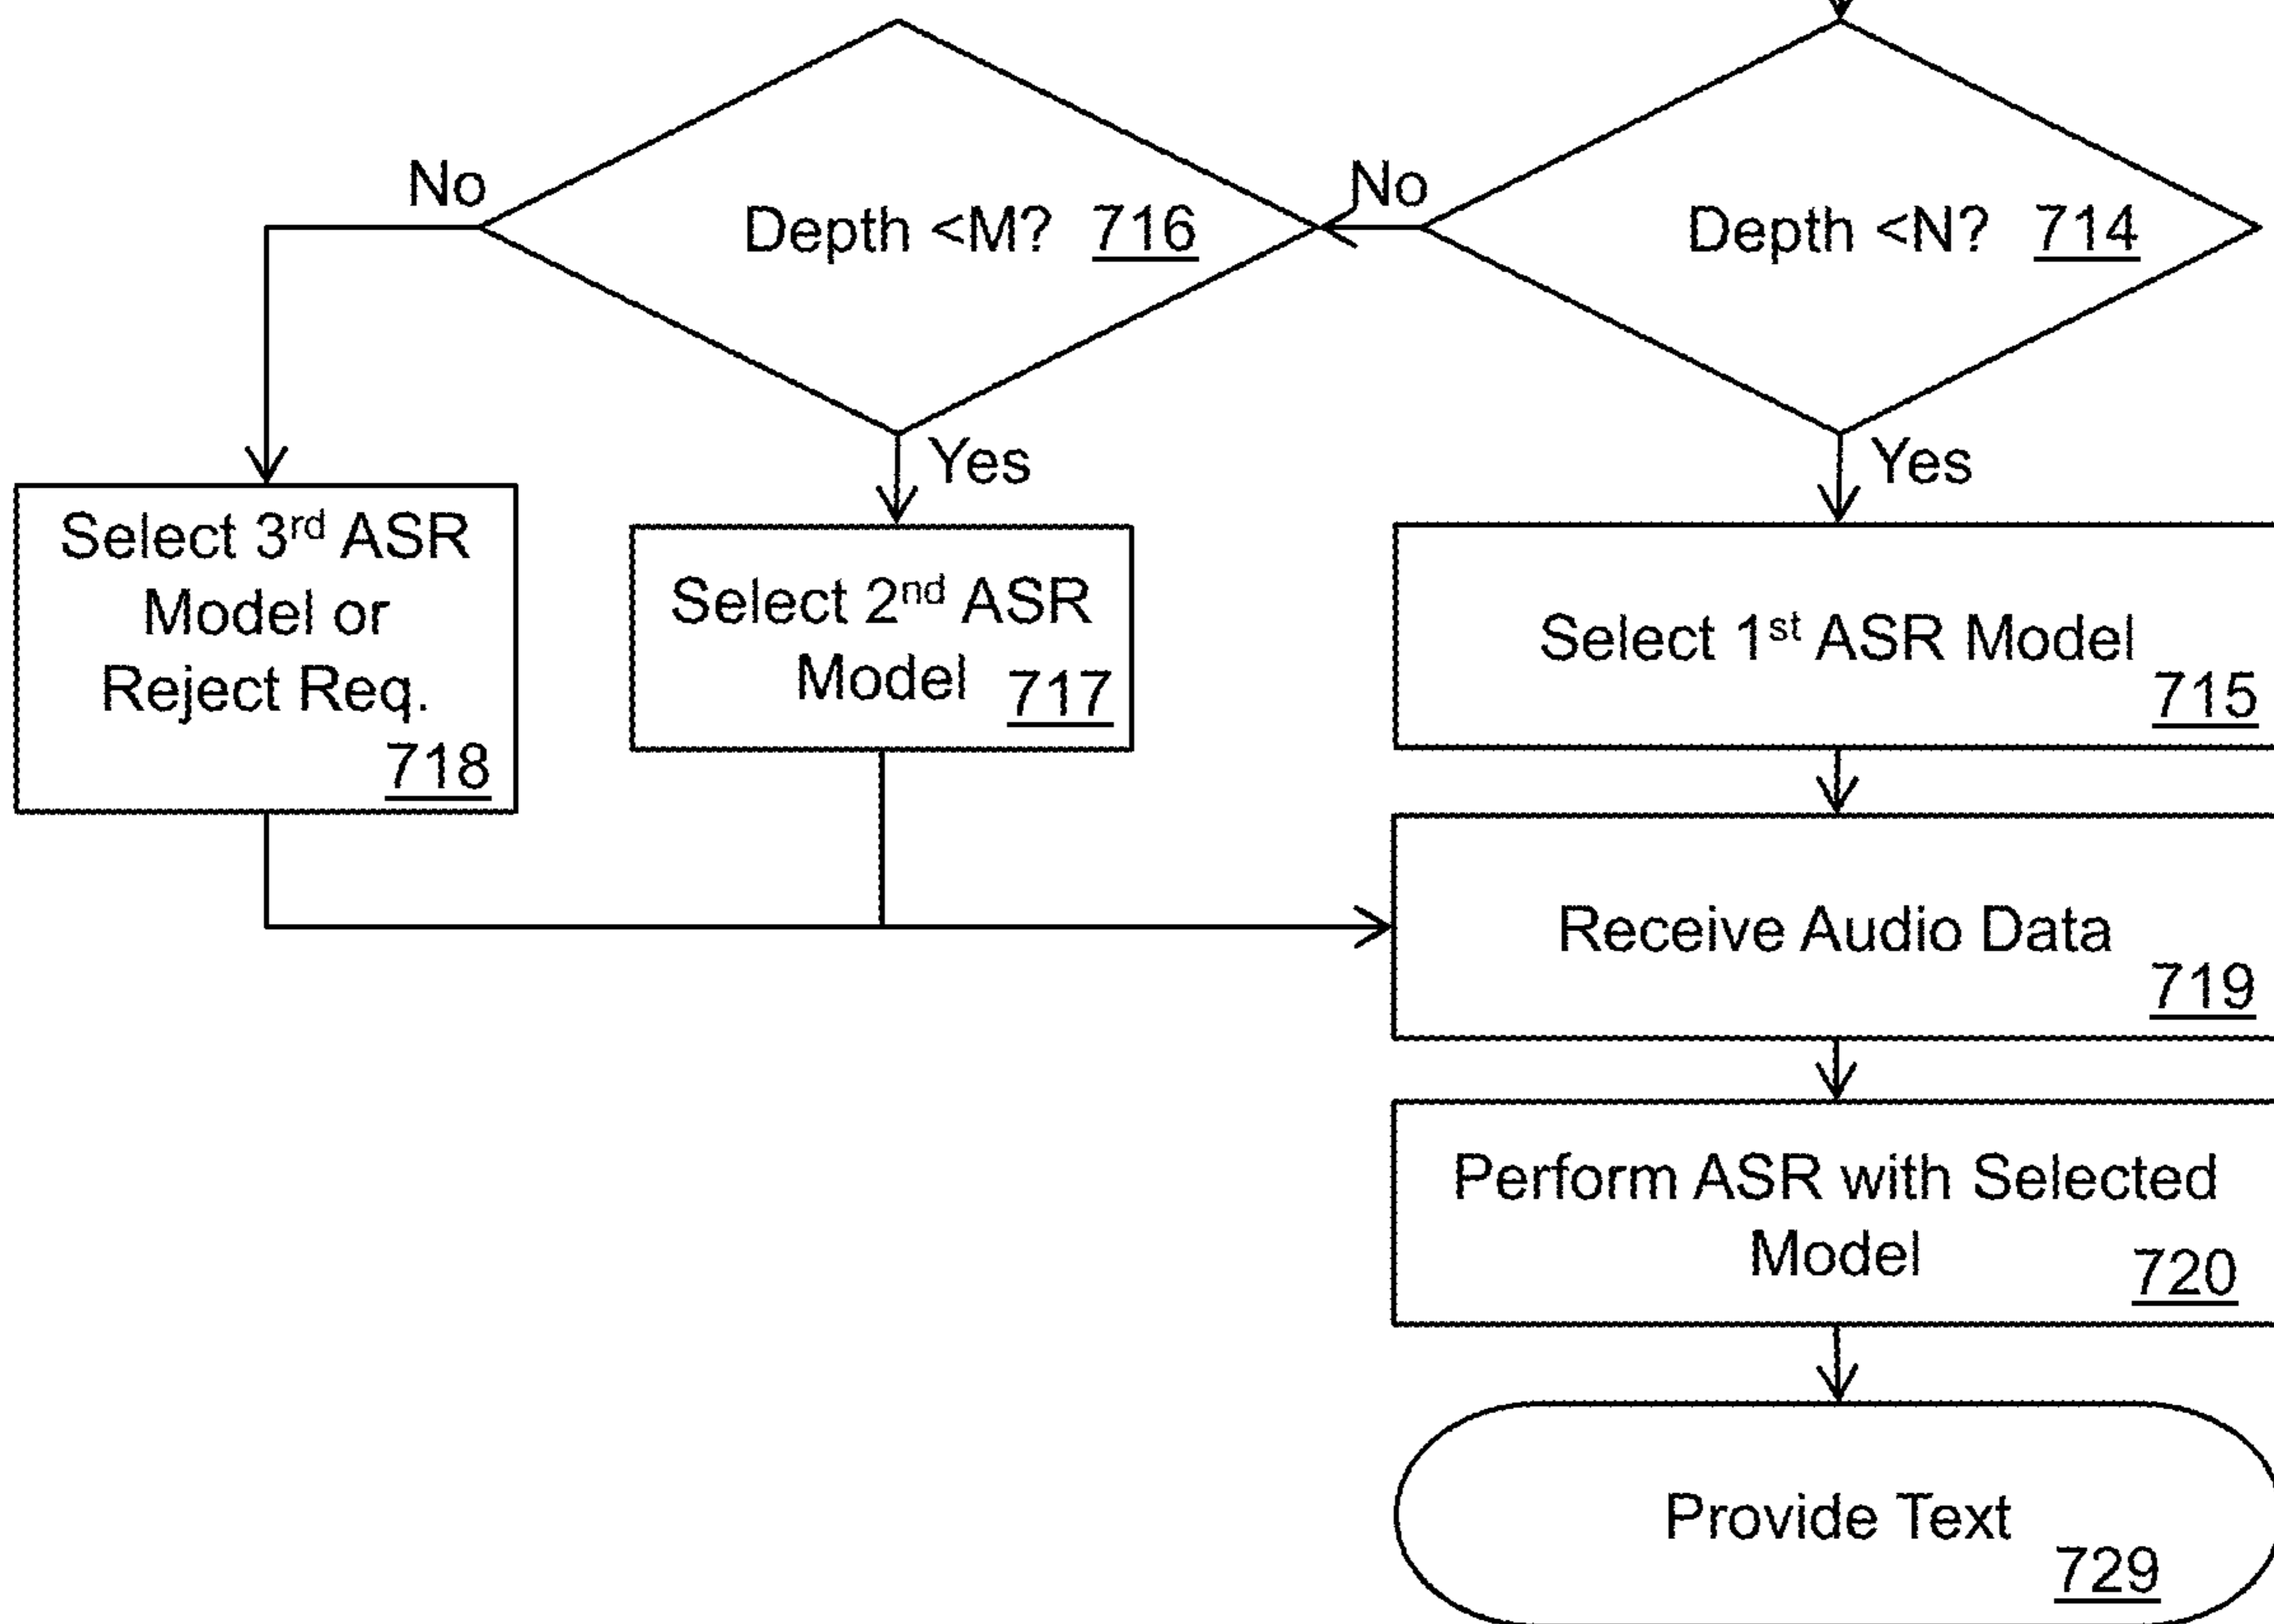 No
Depth <M? 716
No
Depth <N? 714
Yes
Yes
Select 3rd ASR
Model or
Reject Req.
718
Select 2nd ASR
Model 717
Select 1st ASR Model
715
Receive Audio Data
719
Perform ASR with Selected
Model 720
Provide Text
729